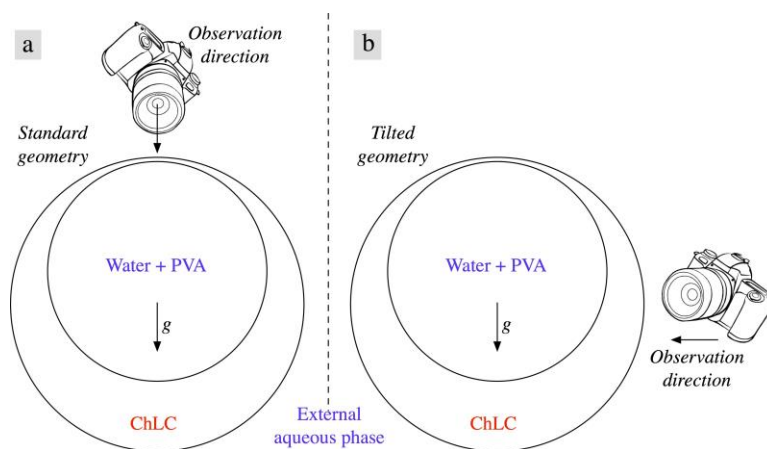 a
Observation
direction
Standard
geometry
Water + PVA
g
ChLC
External
aqueous phase
b
Tilted
geometry
Water + PVA
g
ChLC
Observation
direction